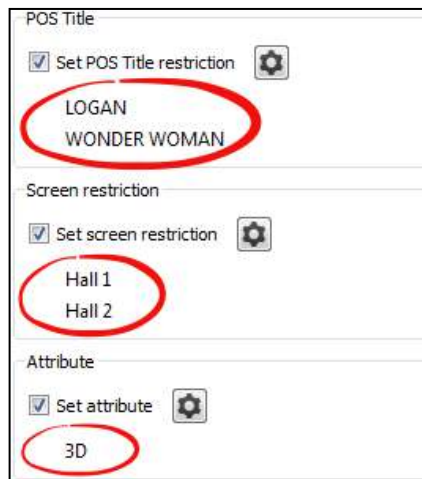 POS Title
Set POS Title restriction
LOGAN
WONDER WOMAN
Screen restriction
Set screen restriction
Hall 1
Hall 2
Attribute
Set attribute
3D